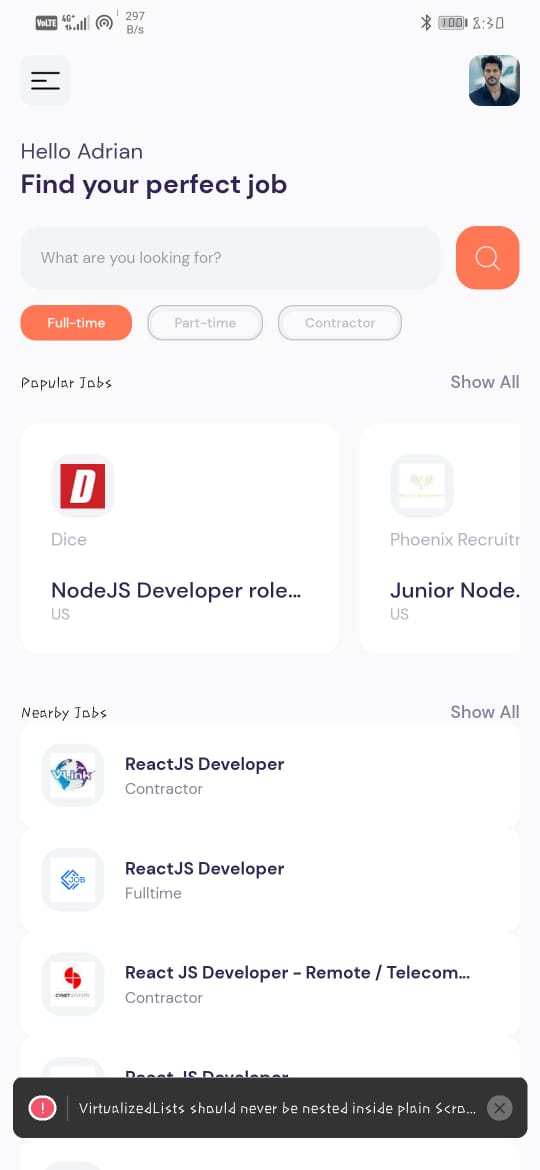 VoLTE 4G+ 297 B/s 100 8:30
Hello Adrian
Find your perfect job
What are you looking for?
Full-time Part-time Contractor
Popular Jobs Show All
D
Dice Phoenix Recruitr
NodeJS Developer role... Junior Node.
US US
Nearby Jobs Show All
VLink
ReactJS Developer
Contractor
JOB
ReactJS Developer
Fulltime
CYNET SYSTEMS
React JS Developer - Remote / Telecom...
Contractor
React JS Developer
! VirtualizedLists should never be nested inside plain Scro...